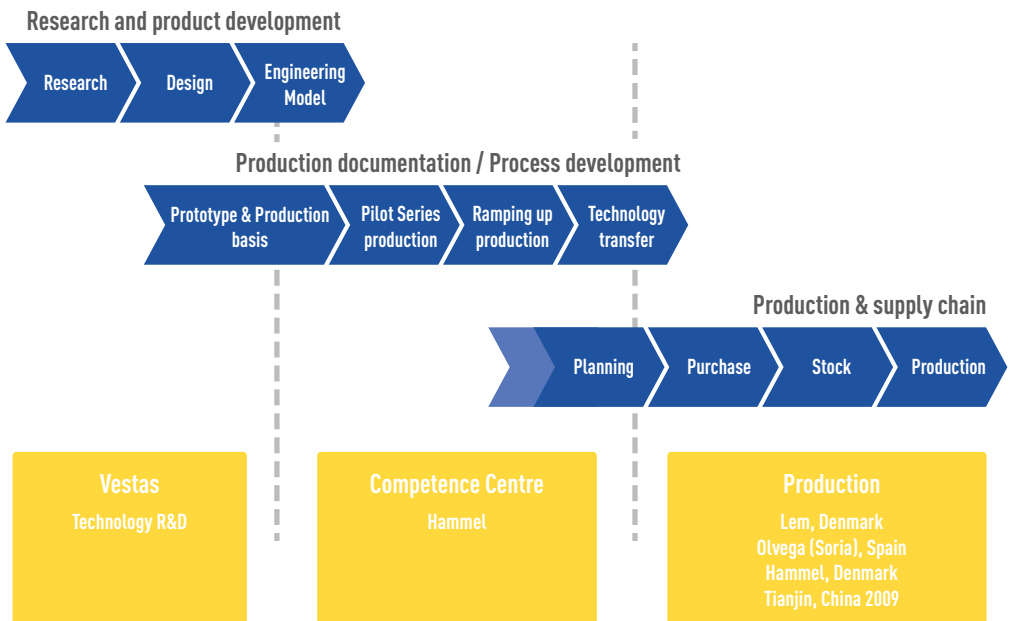 Research and product development
Research
Design
Engineering
Model
Production documentation / Process development
Prototype & Production
basis
Pilot Series
production
Ramping up
production
Technology
transfer
Production & supply chain
Planning
Purchase
Stock
Production
Vestas
Technology R&D
Competence Centre
Hammel
Production
Lem, Denmark
Olvega (Soria), Spain
Hammel, Denmark
Tianjin, China 2009